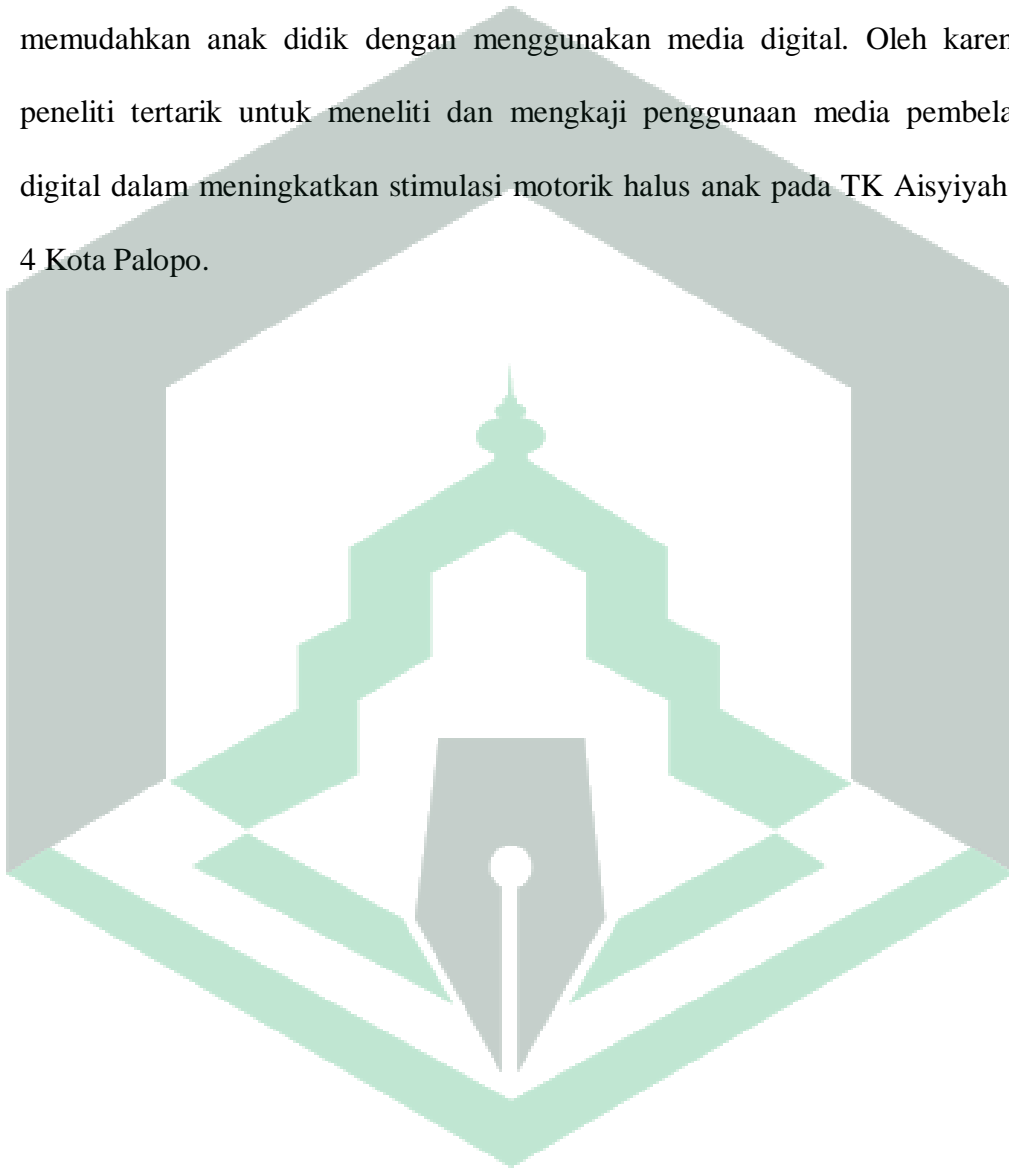 memudahkan anak didik dengan menggunakan media digital. Oleh karen
peneliti tertarik untuk meneliti dan mengkaji penggunaan media pembela
digital dalam meningkatkan stimulasi motorik halus anak pada TK Aisyiyah
4 Kota Palopo.